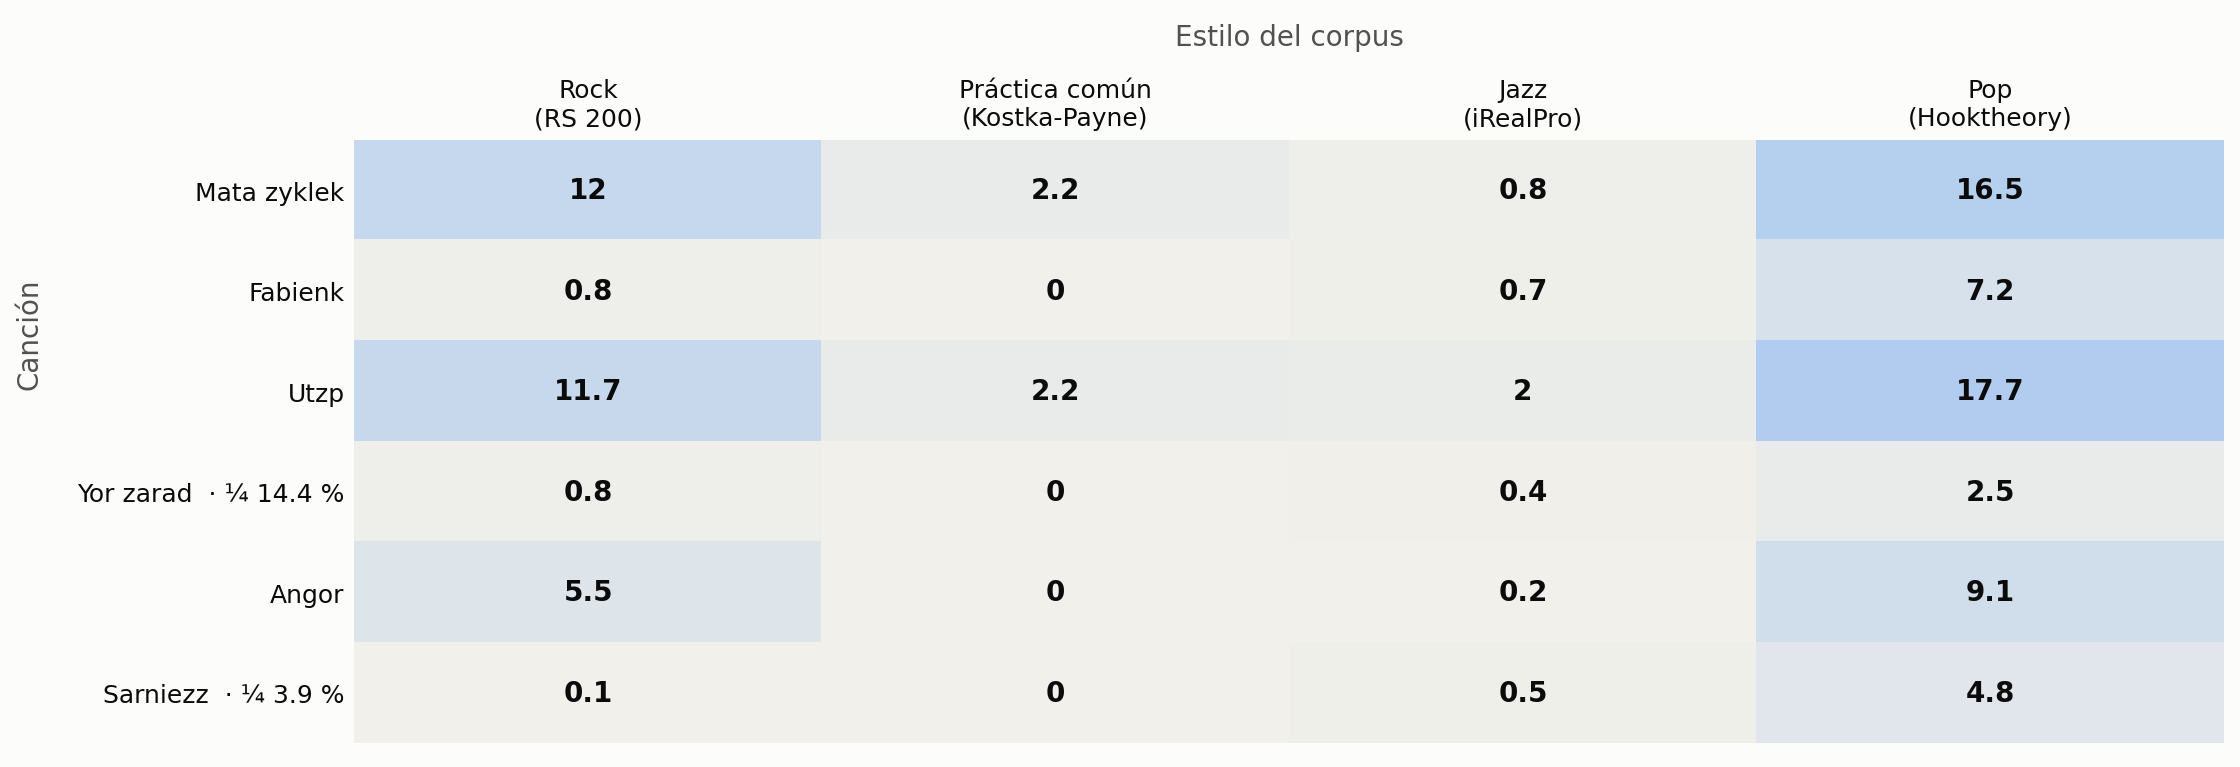 Estilo del corpus
Rock
(RS 200)
Práctica común
(Kostka-Payne)
Jazz
(iRealPro)
Pop
(Hooktheory)
Canción
Mata zyklek 12 2.2 0.8 16.5
Fabienk 0.8 0 0.7 7.2
Utzp 11.7 2.2 2 17.7
Yor zarad · ¼ 14.4 % 0.8 0 0.4 2.5
Angor 5.5 0 0.2 9.1
Sarniezz · ¼ 3.9 % 0.1 0 0.5 4.8